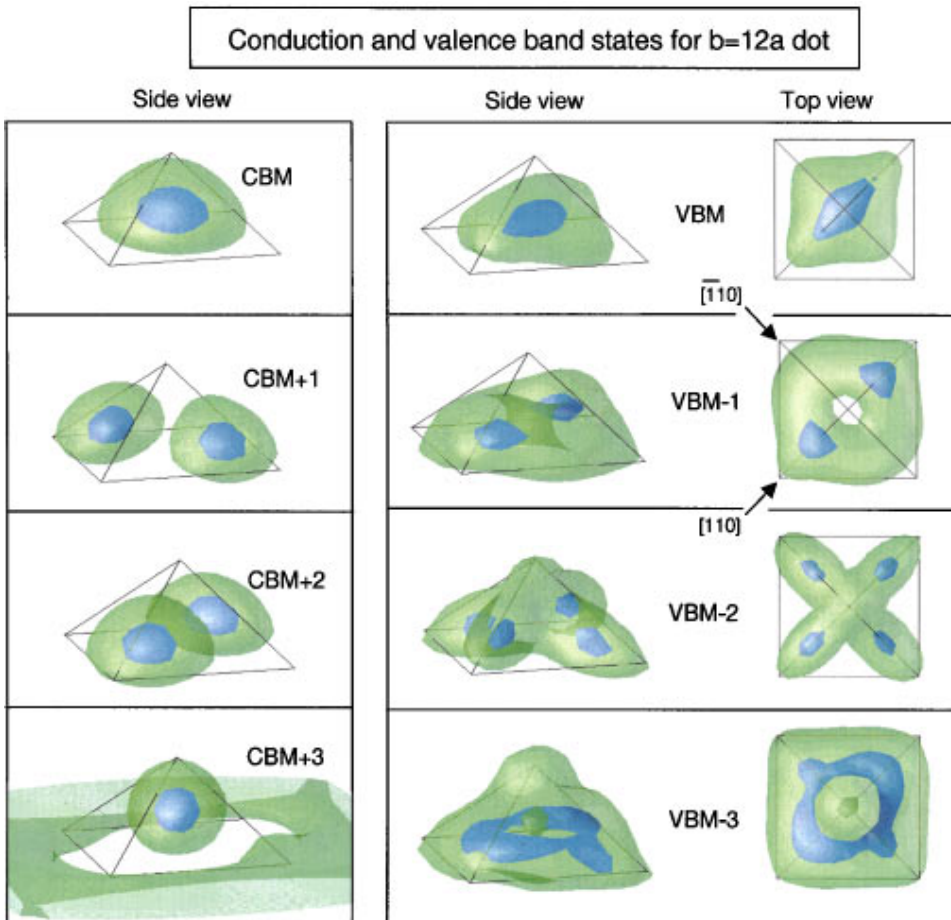 Conduction and valence band states for b=12a dot
Side view
Side view
Top view
CBM
VBM
[1̅10]
CBM+1
VBM-1
[110]
CBM+2
VBM-2
CBM+3
VBM-3